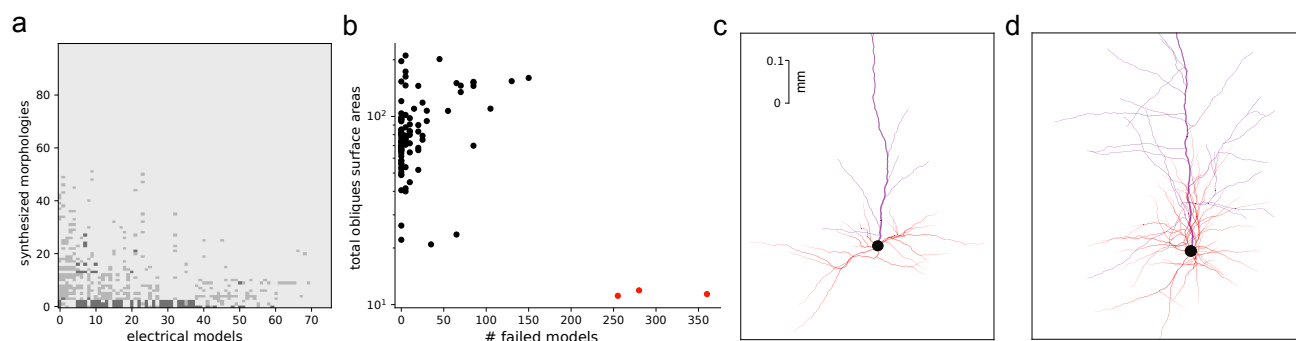 a
synthesized morphologies
80
60
40
20
0
0 10 20 30 40 50 60 70
electrical models
b
total obliques surface areas
10²
10¹
0 50 100 150 200 250 300 350
# failed models
c
0.1
0
mm
d